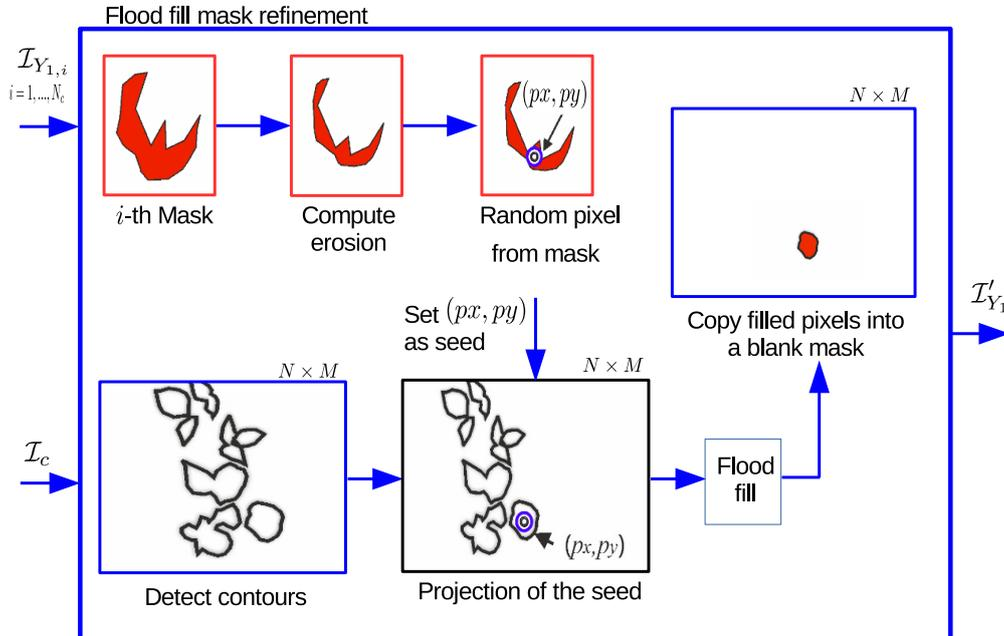 Flood fill mask refinement
𝓘_{Y_{1,i}}
i=1,...,N_c
(px, py)
i-th Mask
Compute
erosion
Random pixel
from mask
N × M
Copy filled pixels into
a blank mask
𝓘′_{Y_1}
Set (px, py)
as seed
N × M
N × M
𝓘_c
Flood
fill
(px,py)
Detect contours
Projection of the seed